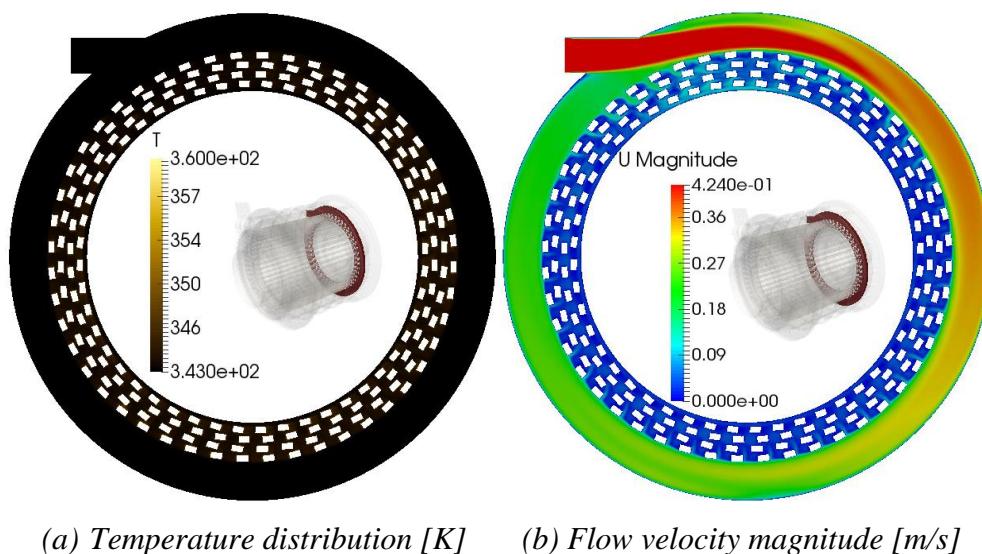 T
3.600e+02
357
354
350
346
3.430e+02
U Magnitude
4.240e-01
0.36
0.27
0.18
0.09
0.000e+00
(a) Temperature distribution [K]
(b) Flow velocity magnitude [m/s]